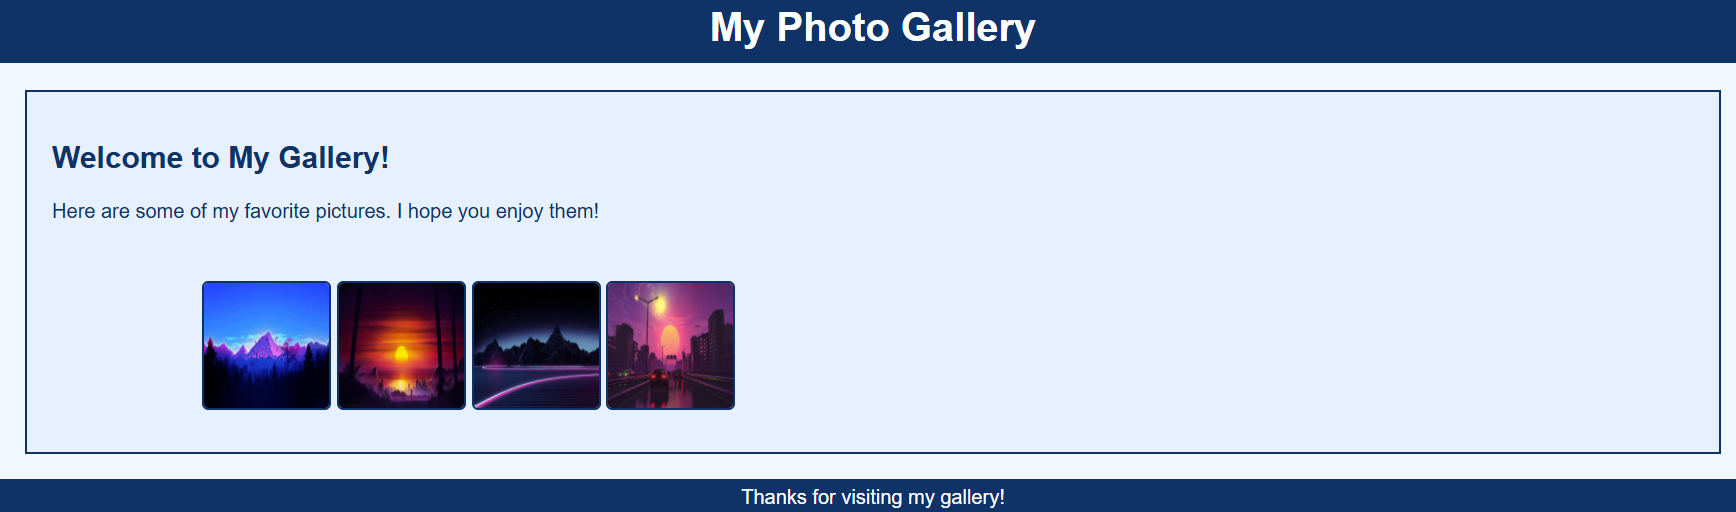 My Photo Gallery
Welcome to My Gallery!
Here are some of my favorite pictures. I hope you enjoy them!
Thanks for visiting my gallery!